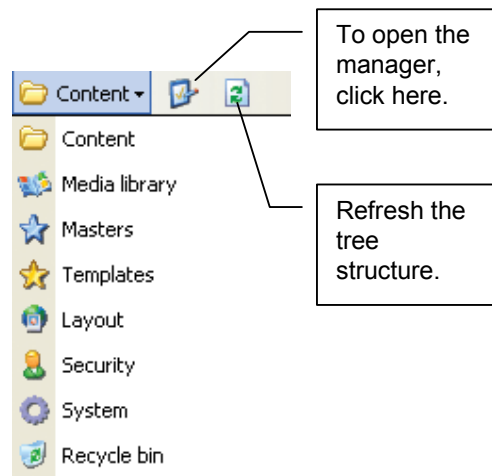 To open the
manager,
click here.
Content
Content
Media library
Masters
Refresh the
tree
structure.
Templates
Layout
Security
System
Recycle bin